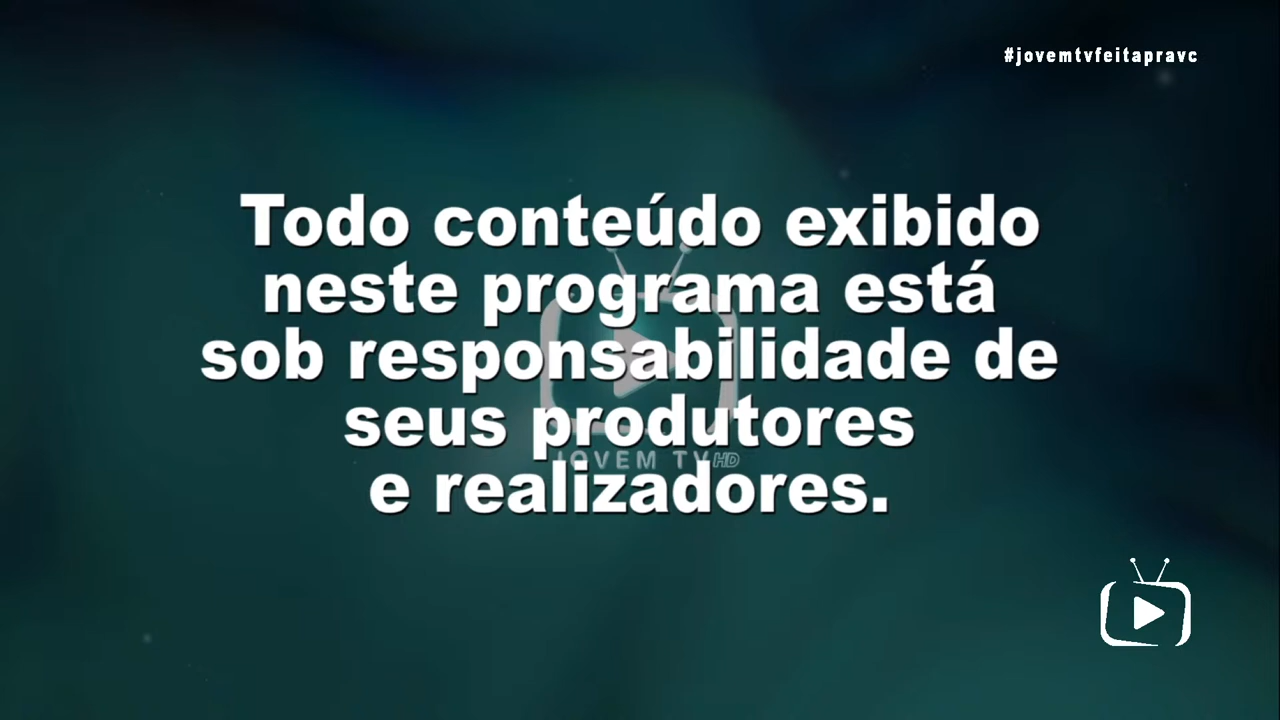 #jovemtvfeitapravc
Todo conteúdo exibido
neste programa está
sob responsabilidade de
seus produtores
JOVEM TV HD
e realizadores.